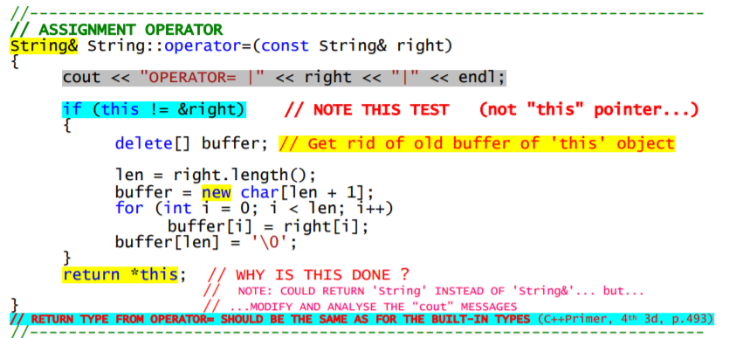 //-----------------------------------------------------------------
// ASSIGNMENT OPERATOR
String& String::operator=(const String& right)
{
cout << "OPERATOR= |" << right << "|" << endl;
if (this != &right) // NOTE THIS TEST (not "this" pointer...)
{
delete[] buffer; // Get rid of old buffer of 'this' object
len = right.length();
buffer = new char[len + 1];
for (int i = 0; i < len; i++)
buffer[i] = right[i];
buffer[len] = '\0';
}
return *this; // WHY IS THIS DONE ?
// NOTE: COULD RETURN 'String' INSTEAD OF 'String&'... but...
} // ...MODIFY AND ANALYSE THE “cout” MESSAGES
// RETURN TYPE FROM OPERATOR= SHOULD BE THE SAME AS FOR THE BUILT-IN TYPES (C++Primer, 4th 3d, p.493)
//-----------------------------------------------------------------